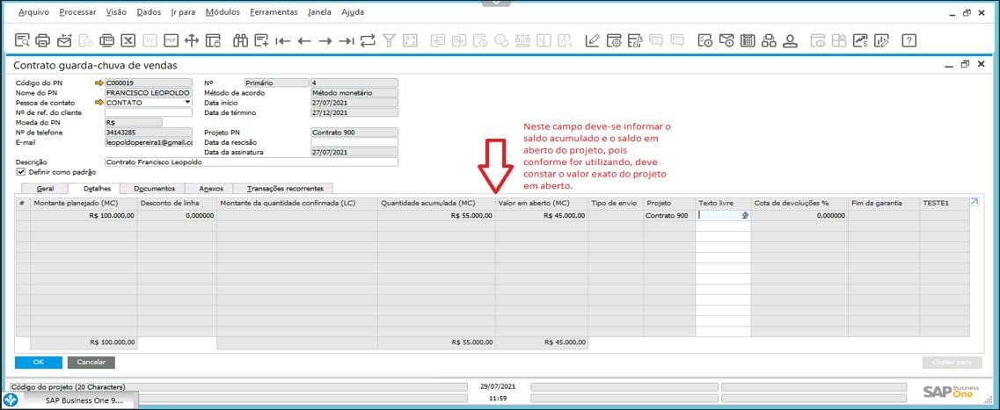 Arquivo Processar Visão Dados Ir para Módulos Ferramentas Janela Ajuda
Contrato guarda-chuva de vendas
Código do PN C000019 Nº Primário 4
Nome do PN FRANCISCO LEOPOLDO Método de acordo Método monetário
Pessoa de contato CONTATO Data início 27/07/2021
Nº de ref. do cliente Data de término 27/12/2021
Moeda do PN R$
Nº de telefone 34143285 Projeto PN Contrato 900
E-mail leopoldopereira1@gmail.cc Data da rescisão
Data da assinatura 27/07/2021
Descrição Contrato Francisco Leopoldo
Definir como padrão
Neste campo deve-se informar o
saldo acumulado e o saldo em
aberto do projeto, pois
conforme for utilizando, deve
constar o valor exato do projeto
em aberto.
Geral Detalhes Documentos Anexos Transações recorrentes
# Montante planejado (MC) Desconto de linha Montante da quantidade confirmada (LC) Quantidade acumulada (MC) Valor em aberto (MC) Tipo de envio Projeto Texto livre Cota de devoluções % Fim da garantia TESTE1
R$ 100.000,00 0,000000 R$ 55.000,00 R$ 45.000,00 Contrato 900 0,000000
R$ 100.000,00 R$ 55.000,00 R$ 45.000,00
OK Cancelar Copiar para
Código do projeto (20 Characters) 29/07/2021
11:59
SAP Business One
SAP Business One 9....